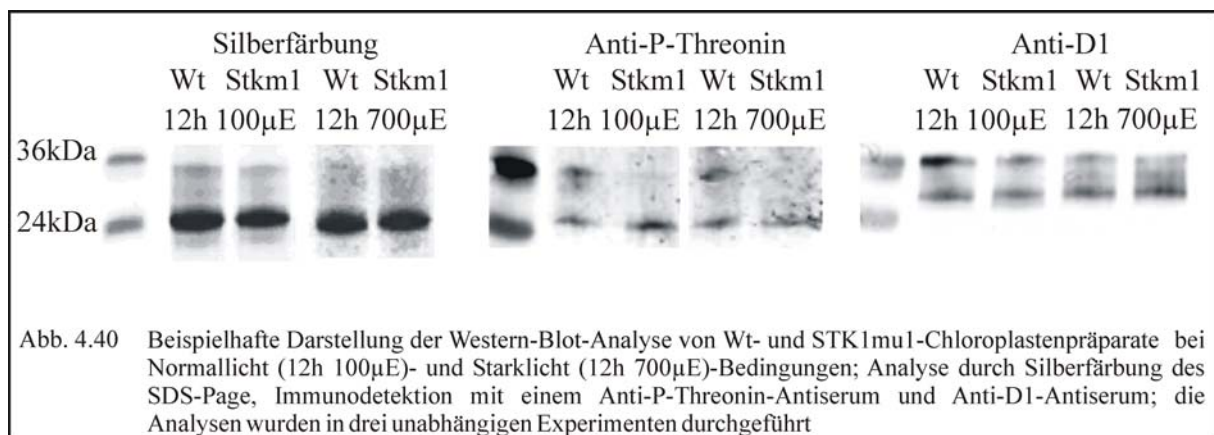 Silberfärbung Anti-P-Threonin Anti-D1
Wt Stkm1 Wt Stkm1 Wt Stkm1 Wt Stkm1 Wt Stkm1 Wt Stkm1
12h 100µE 12h 700µE 12h 100µE 12h 700µE 12h 100µE 12h 700µE
36kDa
24kDa
Abb. 4.40 Beispielhafte Darstellung der Western-Blot-Analyse von Wt- und STK1mu1-Chloroplastenpräparate bei
Normallicht (12h 100µE)- und Starklicht (12h 700µE)-Bedingungen; Analyse durch Silberfärbung des
SDS-Page, Immunodetektion mit einem Anti-P-Threonin-Antiserum und Anti-D1-Antiserum; die
Analysen wurden in drei unabhängigen Experimenten durchgeführt